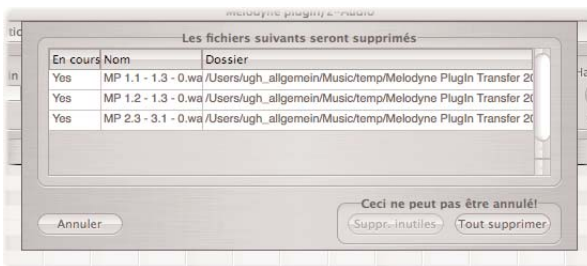 Melodyne plugin) 2-Audio
Les fichiers suivants seront supprimés
En cours Nom Dossier
Yes MP 1.1 - 1.3 - 0.wa /Users/ugh_allgemein/Music/temp/Melodyne PlugIn Transfer 20
Yes MP 1.2 - 1.3 - 0.wa /Users/ugh_allgemein/Music/temp/Melodyne PlugIn Transfer 20
Yes MP 2.3 - 3.1 - 0.wa /Users/ugh_allgemein/Music/temp/Melodyne PlugIn Transfer 20
Ceci ne peut pas être annulé!
Annuler Suppr. inutiles Tout supprimer